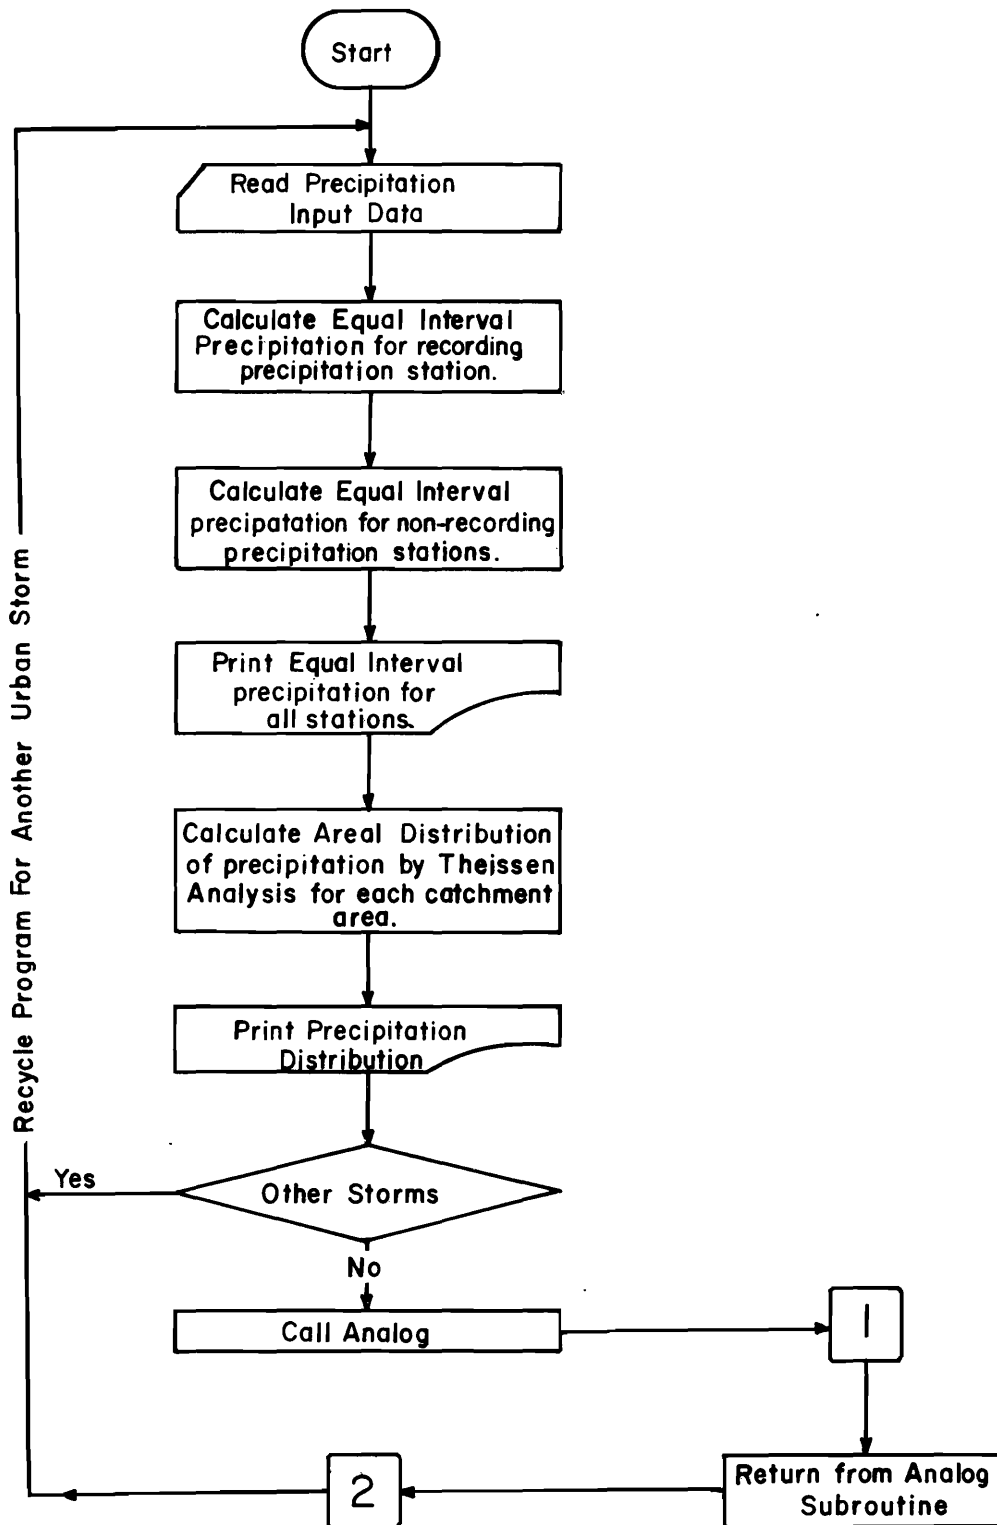 Start
Read Precipitation
Input Data
Calculate Equal Interval
Precipitation for recording
precipitation station.
Calculate Equal Interval
precipatation for non-recording
precipitation stations.
Print Equal Interval
precipitation for
all stations.
Calculate Areal Distribution
of precipitation by Theissen
Analysis for each catchment
area.
Print Precipitation
Distribution
Other Storms
Yes
No
Call Analog
1
Return from Analog
Subroutine
2
Recycle Program For Another Urban Storm